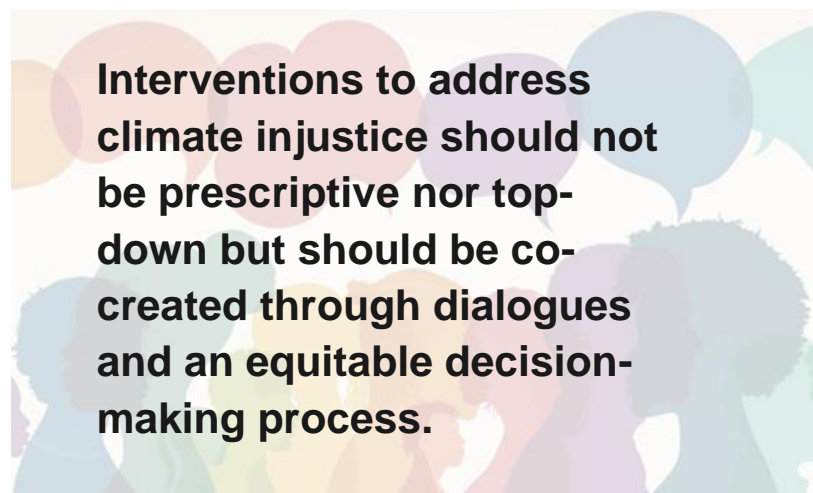 Interventions to address
climate injustice should not
be prescriptive nor top-
down but should be co-
created through dialogues
and an equitable decision-
making process.